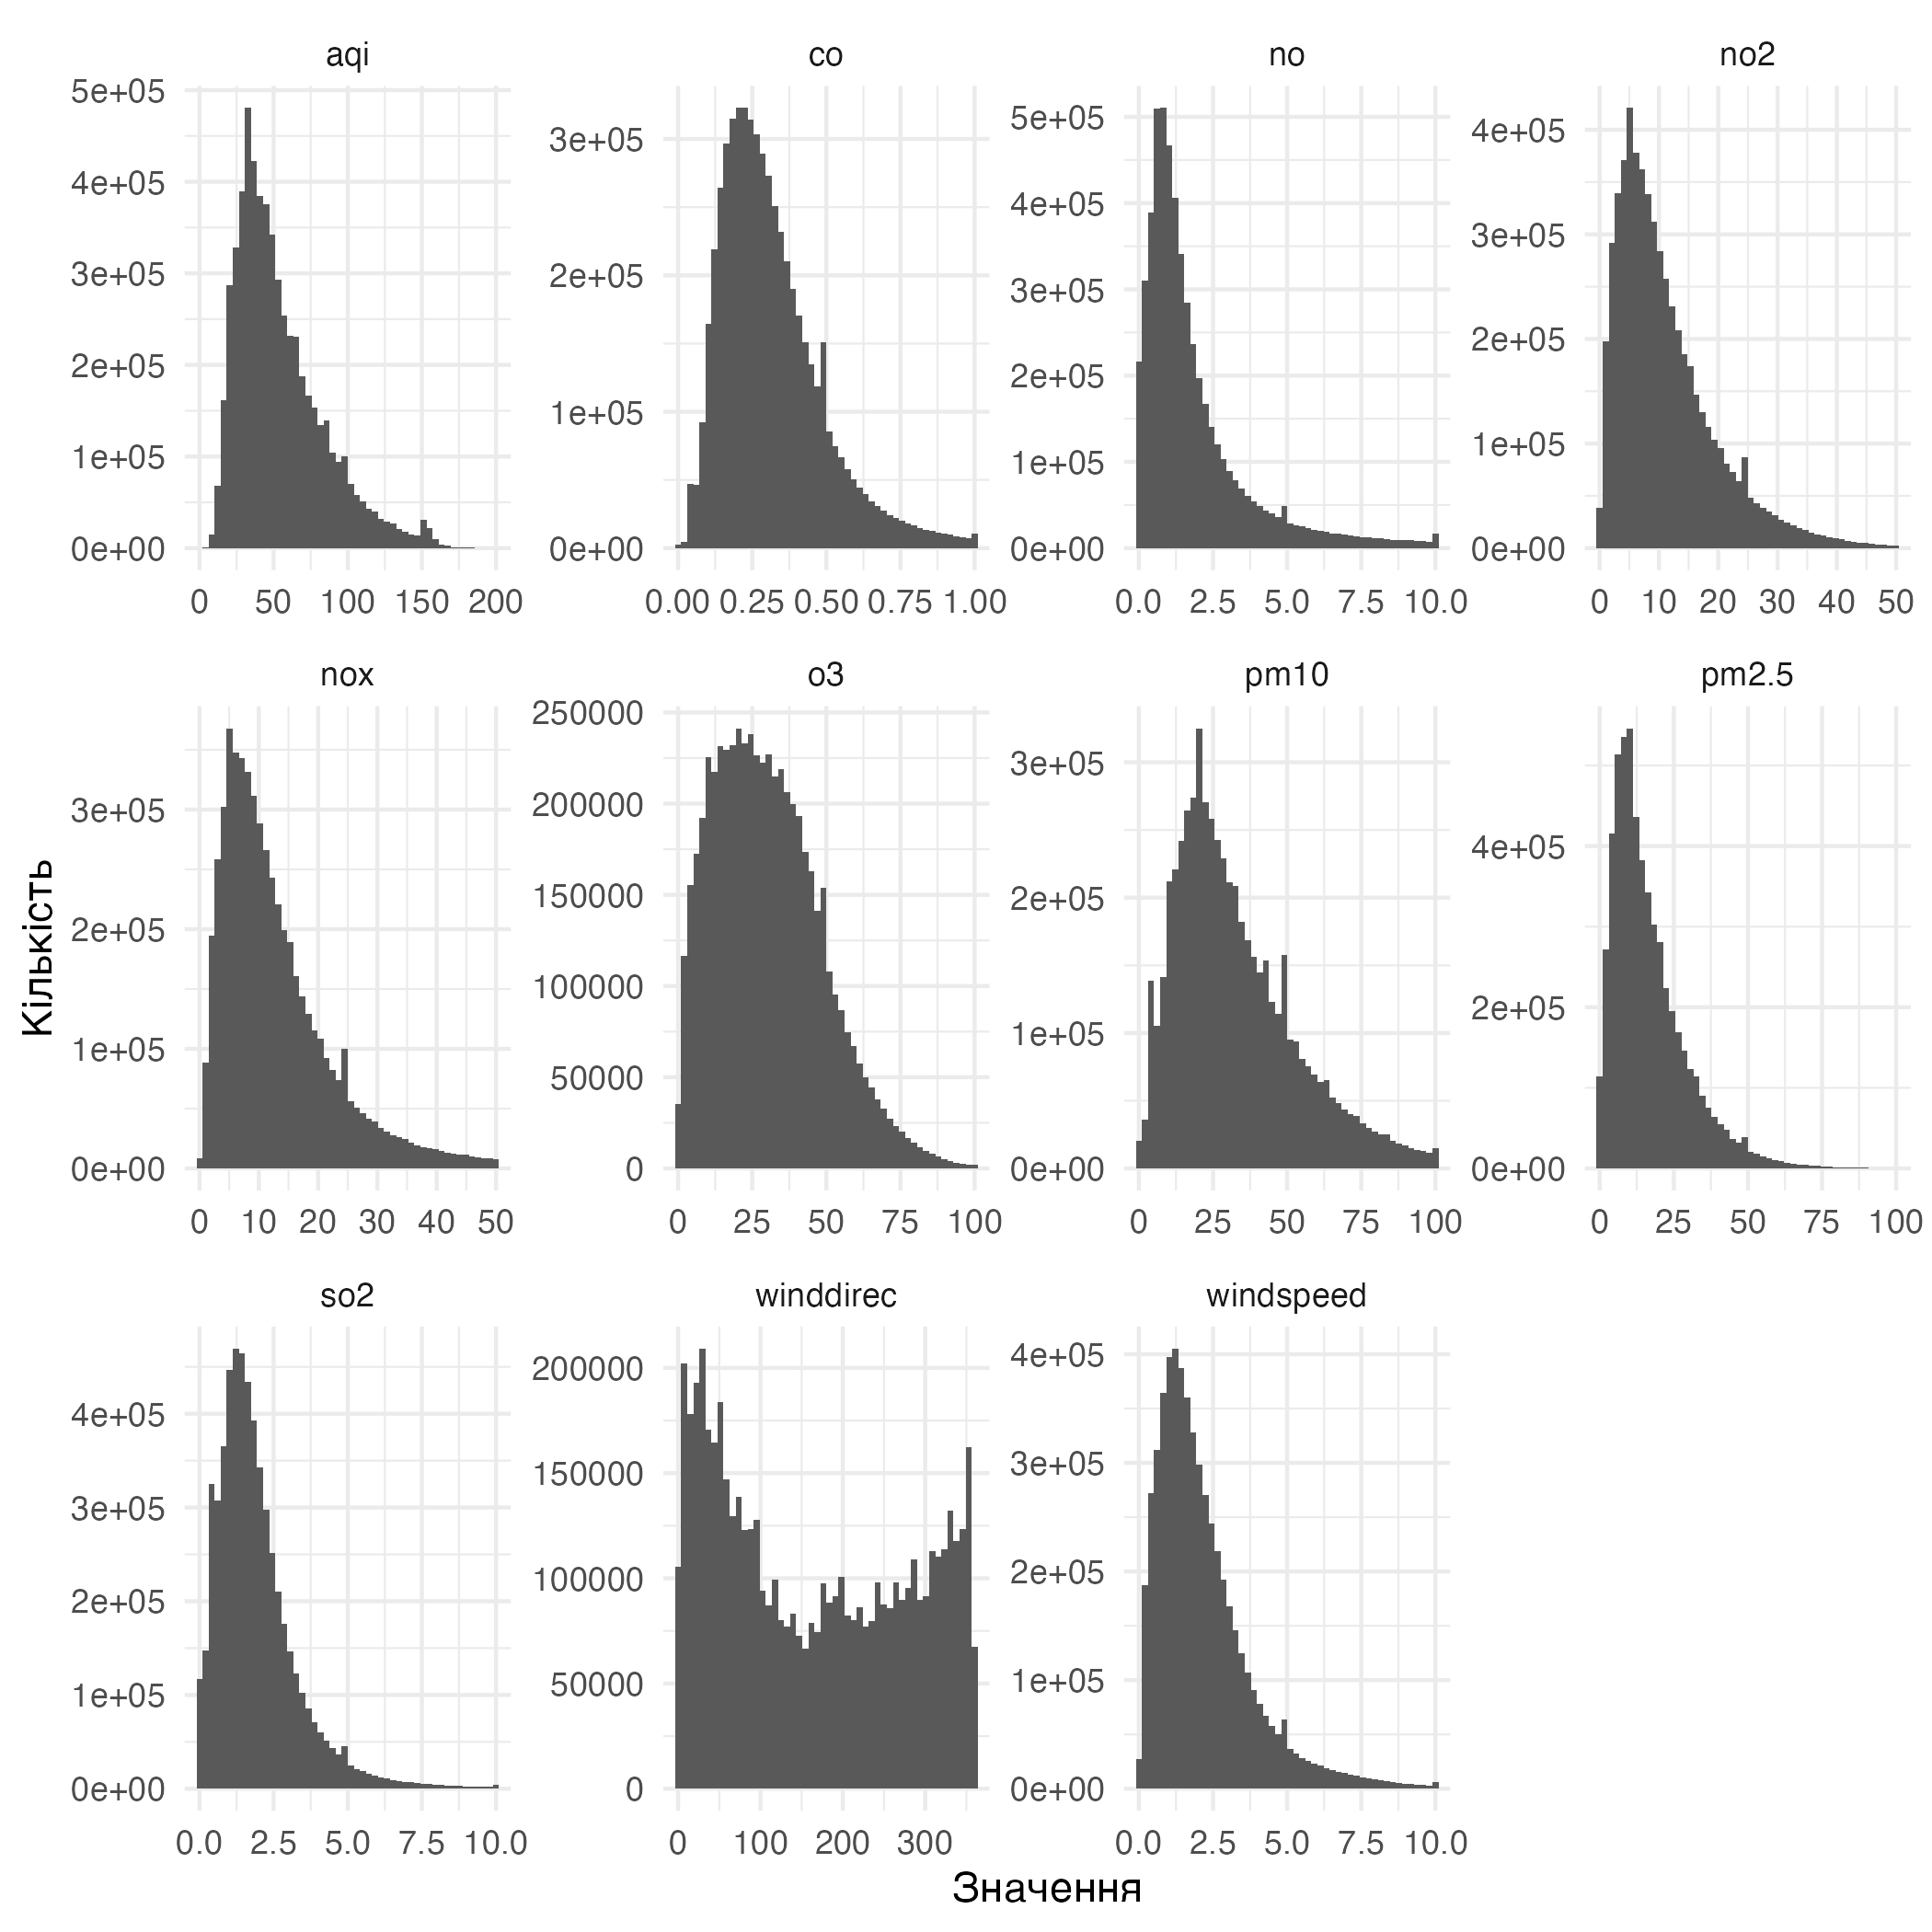 aqi co no no2
5e+05
4e+05
3e+05
2e+05
1e+05
0e+00
3e+05
2e+05
1e+05
0e+00
5e+05
4e+05
3e+05
2e+05
1e+05
0e+00
4e+05
3e+05
2e+05
1e+05
0e+00
0 50 100 150 200
0.00 0.25 0.50 0.75 1.00
0.0 2.5 5.0 7.5 10.0
0 10 20 30 40 50
nox o3 pm10 pm2.5
3e+05
2e+05
1e+05
0e+00
250000
200000
150000
100000
50000
0
3e+05
2e+05
1e+05
0e+00
4e+05
2e+05
0e+00
0 10 20 30 40 50
0 25 50 75 100
0 25 50 75 100
0 25 50 75 100
so2 winddirec windspeed
4e+05
3e+05
2e+05
1e+05
0e+00
200000
150000
100000
50000
0
4e+05
3e+05
2e+05
1e+05
0e+00
0.0 2.5 5.0 7.5 10.0
0 100 200 300
0.0 2.5 5.0 7.5 10.0
Кількість
Значення